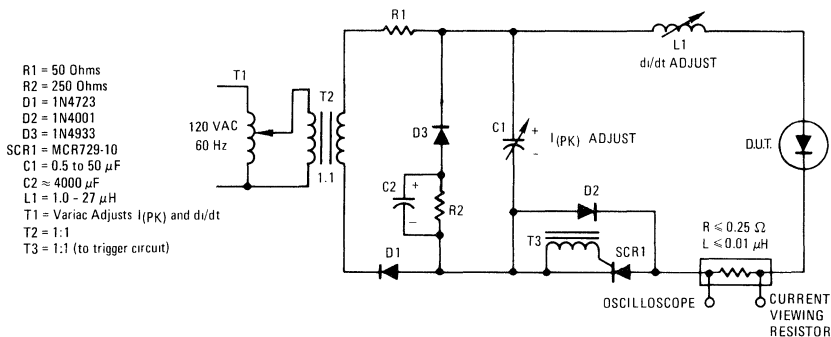 R1 = 50 Ohms
R2 = 250 Ohms
D1 = 1N4723
D2 = 1N4001
D3 = 1N4933
SCR1 = MCR729-10
C1 = 0.5 to 50 μF
C2 ≈ 4000 μF
L1 = 1.0 - 27 μH
T1 = Variac Adjusts I(PK) and di/dt
T2 = 1:1
T3 = 1:1 (to trigger circuit)
T1
120 VAC
60 Hz
T2
1.1
R1
D3
C2
+
–
R2
D1
C1
+
–
I(PK) ADJUST
L1
di/dt ADJUST
D.U.T.
D2
T3
SCR1
R ⩽ 0.25 Ω
L ⩽ 0.01 μH
OSCILLOSCOPE
CURRENT
VIEWING
RESISTOR